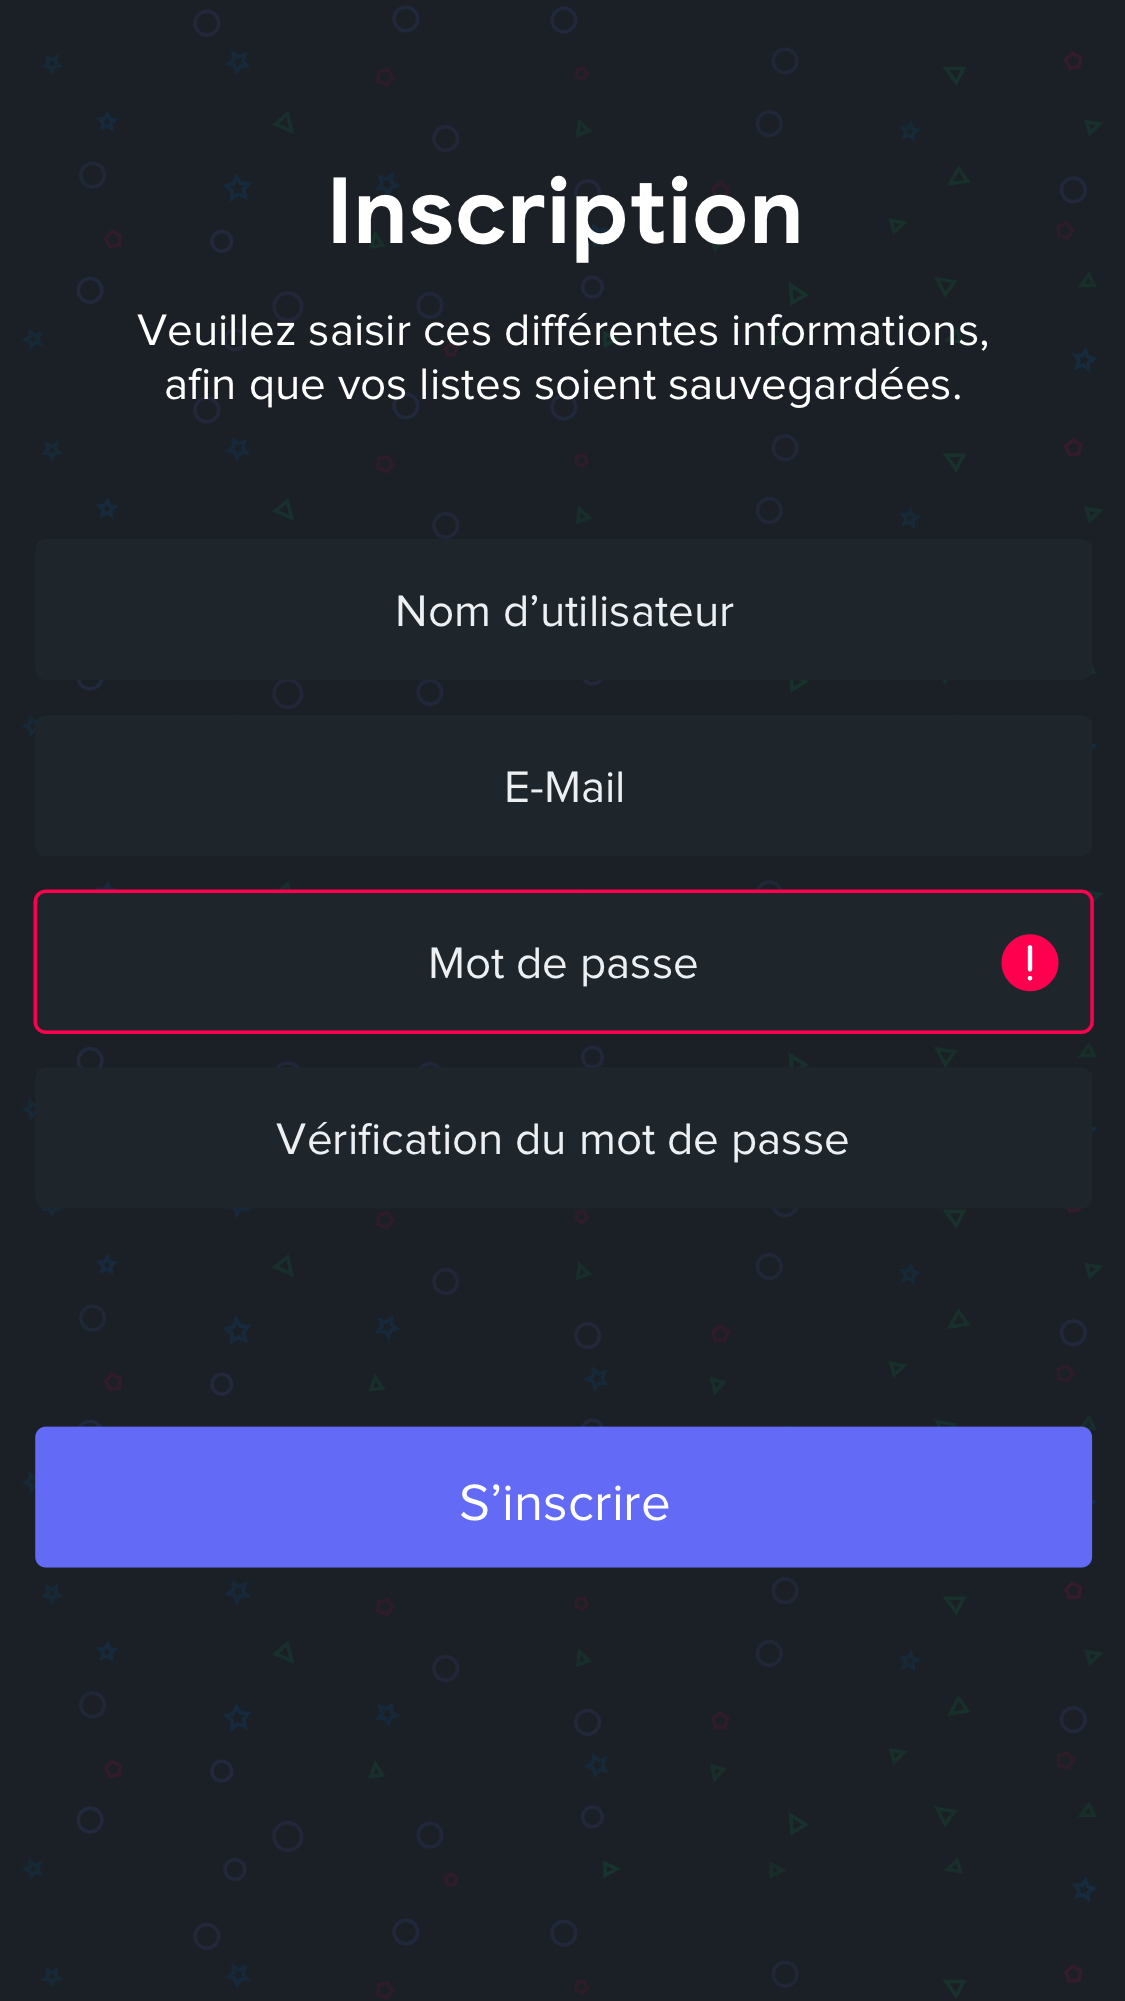 Inscription
Veuillez saisir ces différentes informations,
afin que vos listes soient sauvegardées.
Nom d’utilisateur
E-Mail
Mot de passe
!
Vérification du mot de passe
S’inscrire